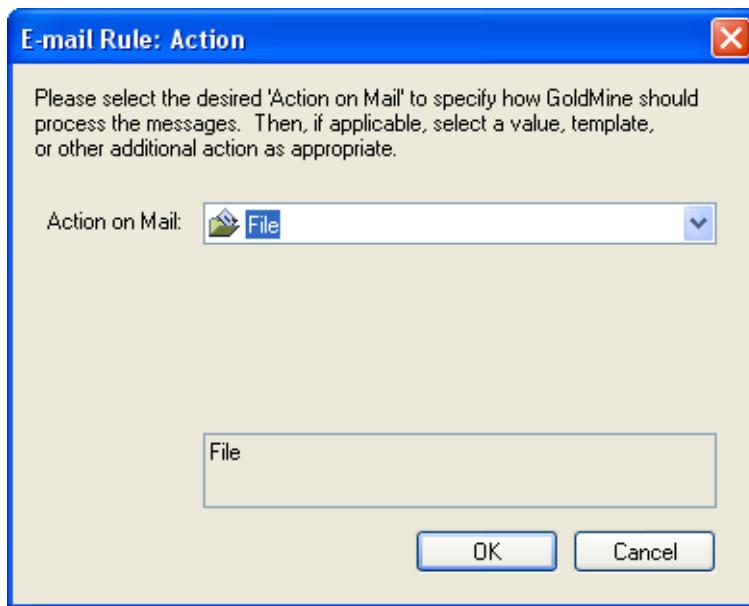 E-mail Rule: Action
Please select the desired 'Action on Mail' to specify how GoldMine should
process the messages.  Then, if applicable, select a value, template,
or other additional action as appropriate.
Action on Mail: File
File
OK Cancel